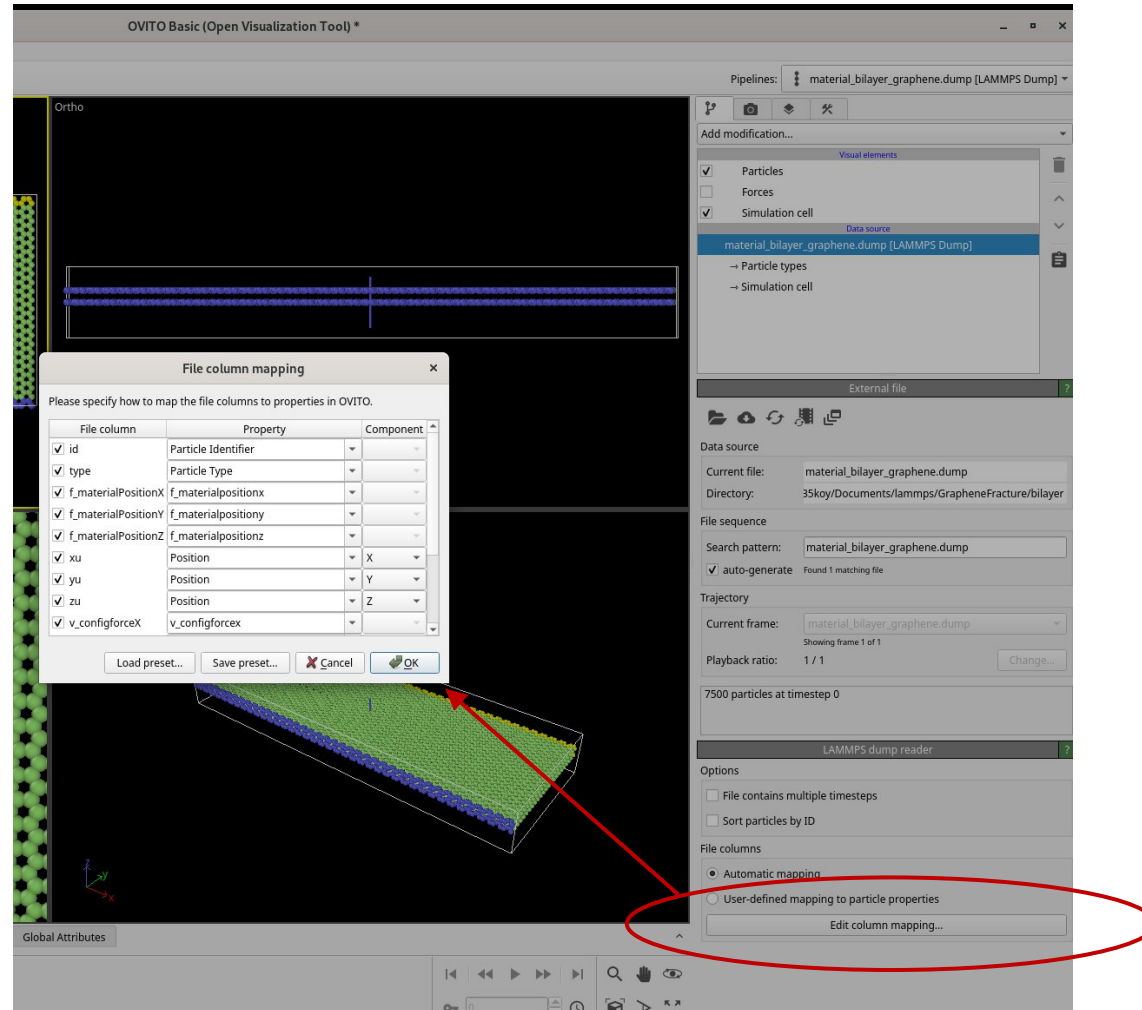 OVITO Basic (Open Visualization Tool) *
Pipelines: material_bilayer_graphene.dump [LAMMPS Dump]
Ortho
Add modification...
Visual elements
Particles
Forces
Simulation cell
Data source
material_bilayer_graphene.dump [LAMMPS Dump]
→ Particle types
→ Simulation cell
File column mapping
Please specify how to map the file columns to properties in OVITO.
File column Property Component
id Particle Identifier
type Particle Type
f_materialPositionX f_materialpositionx
f_materialPositionY f_materialpositiony
f_materialPositionZ f_materialpositionz
xu Position X
yu Position Y
zu Position Z
v_configforceX v_configforcex
Load preset... Save preset... Cancel OK
External file ?
Data source
Current file: material_bilayer_graphene.dump
Directory: 35koy/Documents/lammps/GrapheneFracture/bilayer
File sequence
Search pattern: material_bilayer_graphene.dump
auto-generate Found 1 matching file
Trajectory
Current frame: material_bilayer_graphene.dump
Showing frame 1 of 1
Playback ratio: 1 / 1 Change...
7500 particles at timestep 0
LAMMPS dump reader ?
Options
File contains multiple timesteps
Sort particles by ID
File columns
Automatic mapping
User-defined mapping to particle properties
Edit column mapping...
z
y
x
Global Attributes
0